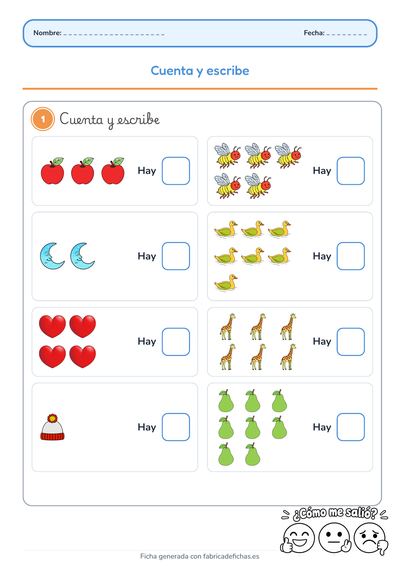 Nombre:
Fecha:
Cuenta y escribe
1 Cuenta y escribe
Hay
Hay
Hay
Hay
Hay
Hay
Hay
Hay
¿Cómo me salió?
Ficha generada con fabricadefichas.es